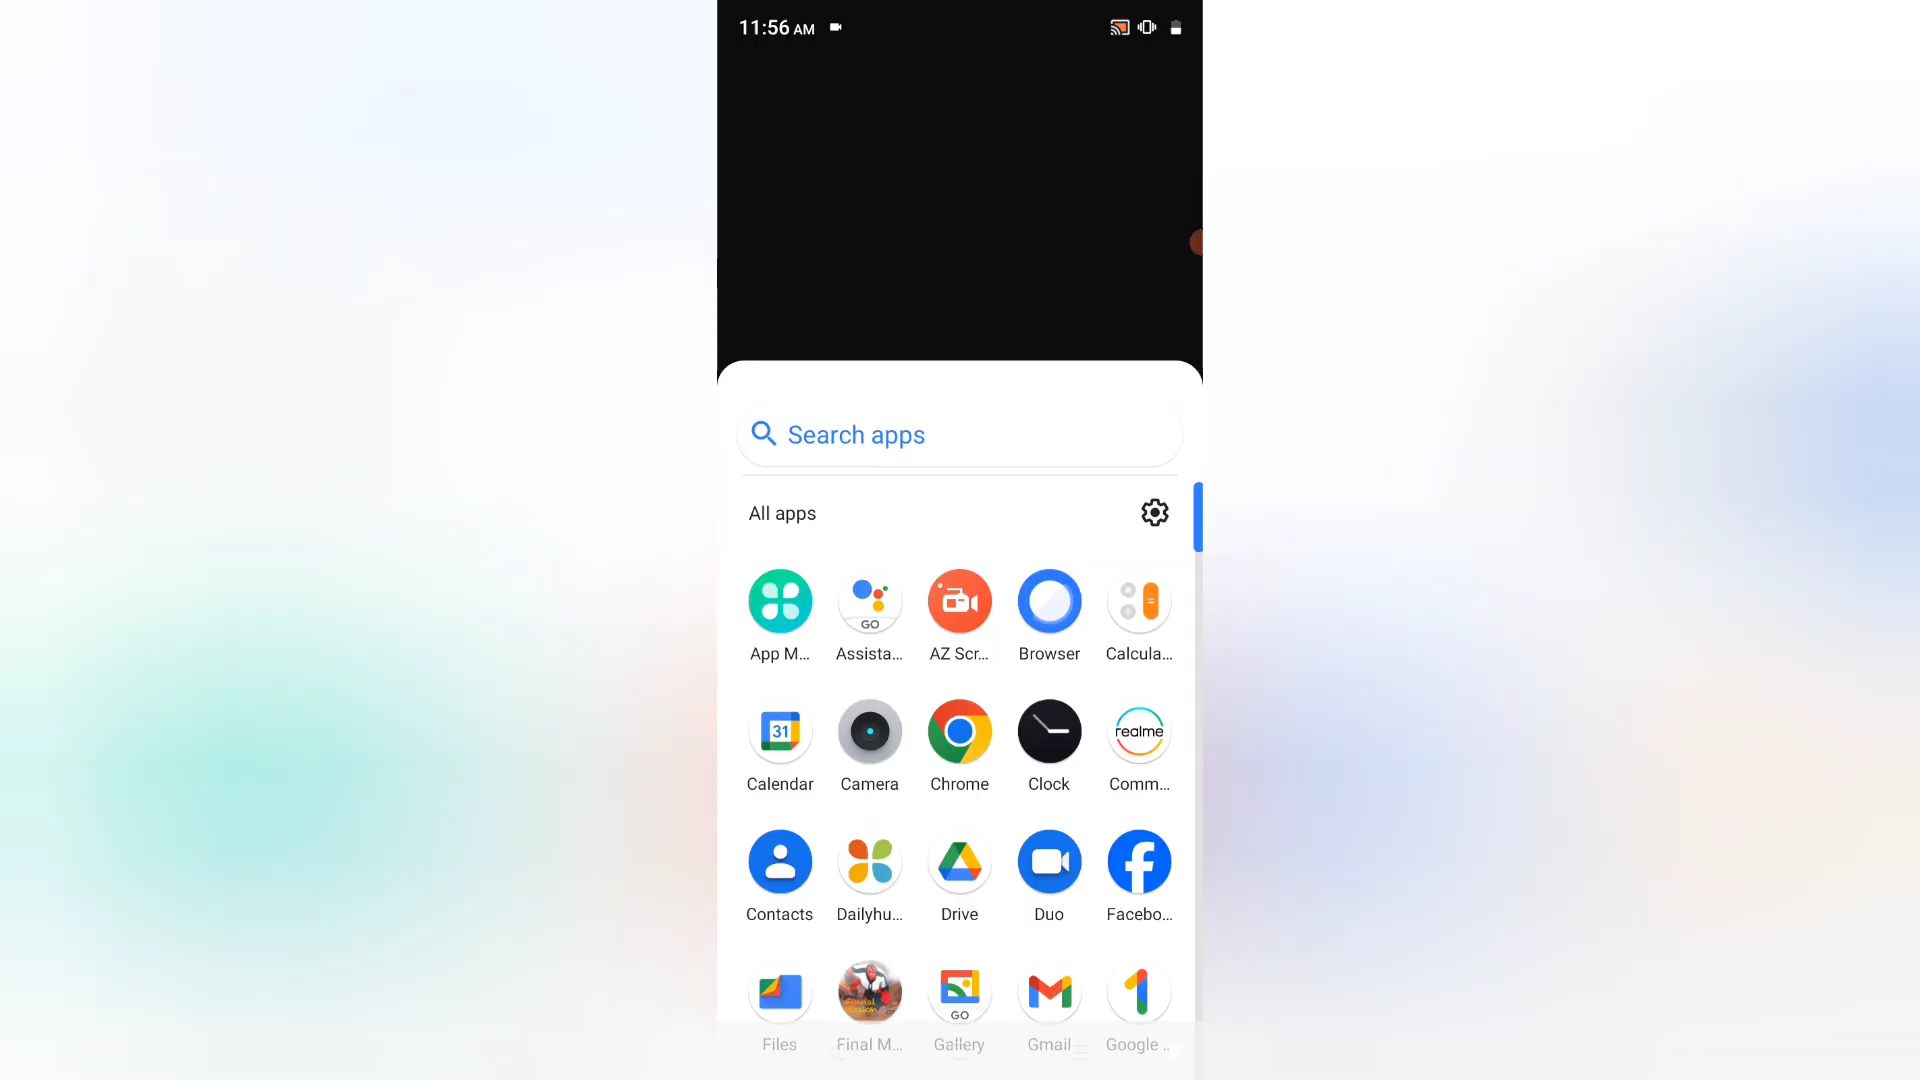 11:56 AM
Search apps
All apps
GO
App M... Assista... AZ Scr... Browser Calcula...
31
realme
Calendar Camera Chrome Clock Comm...
Contacts Dailyhu... Drive Duo Facebo...
GO
Files Final M... Gallery Gmail Google ..